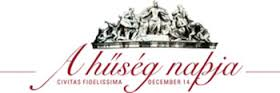 A hűség napja
CIVITAS FIDELISSIMA DECEMBER 14.